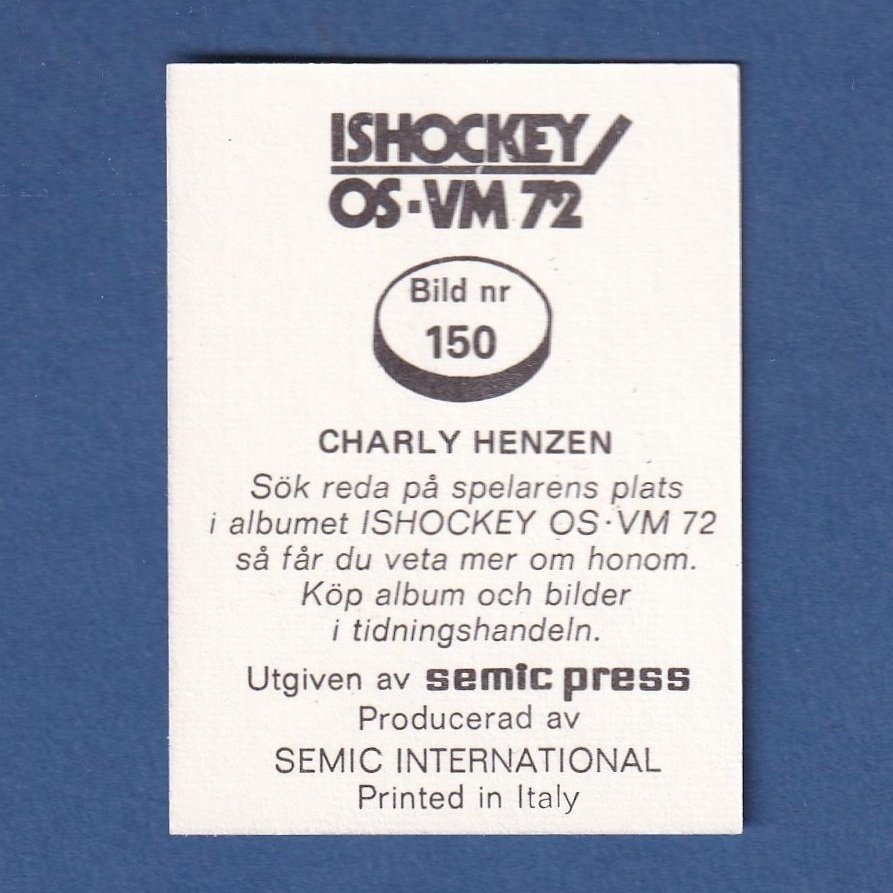 ISHOCKEY
OS·VM 72
Bild nr
150
CHARLY HENZEN
Sök reda på spelarens plats
i albumet ISHOCKEY OS·VM 72
så får du veta mer om honom.
Köp album och bilder
i tidningshandeln.
Utgiven av semic press
Producerad av
SEMIC INTERNATIONAL
Printed in Italy